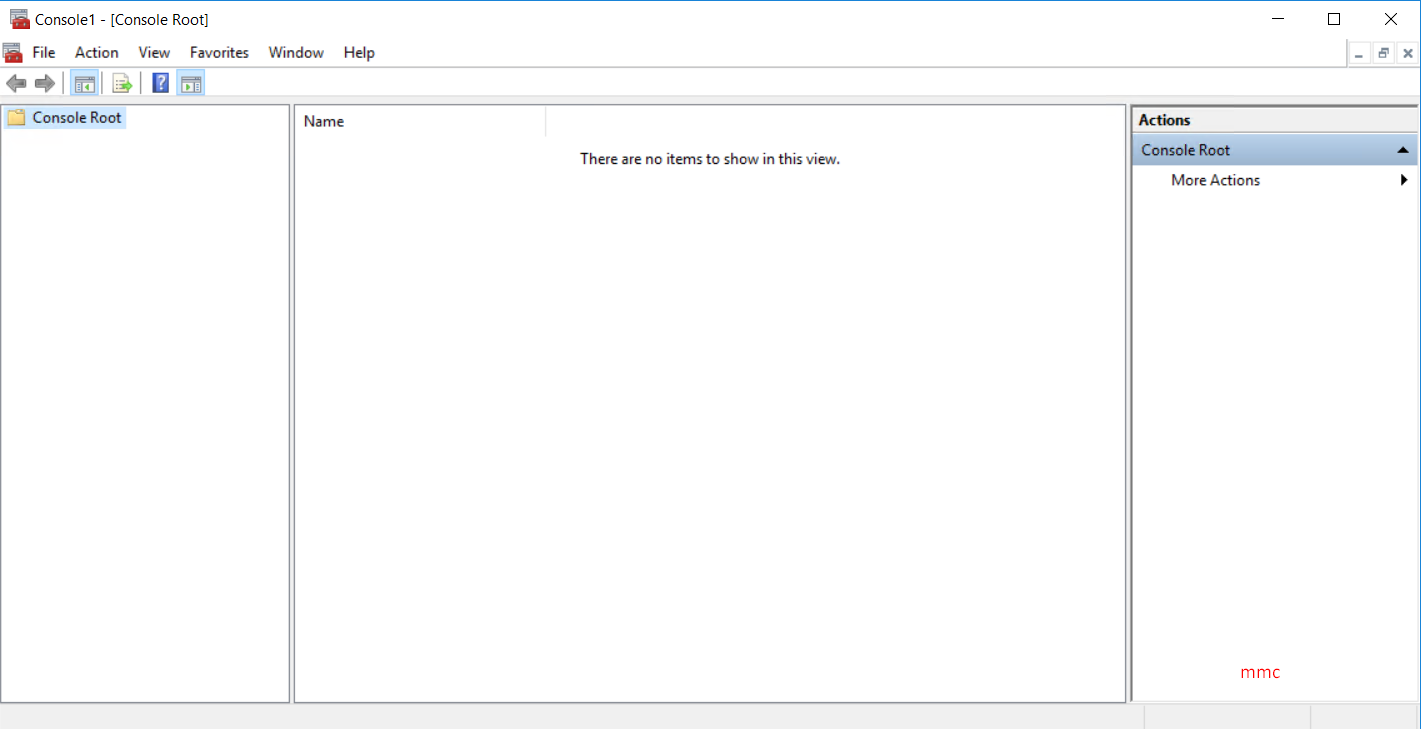 Console1 - [Console Root]
File Action View Favorites Window Help
Console Root
Name
There are no items to show in this view.
Actions
Console Root
More Actions
mmc